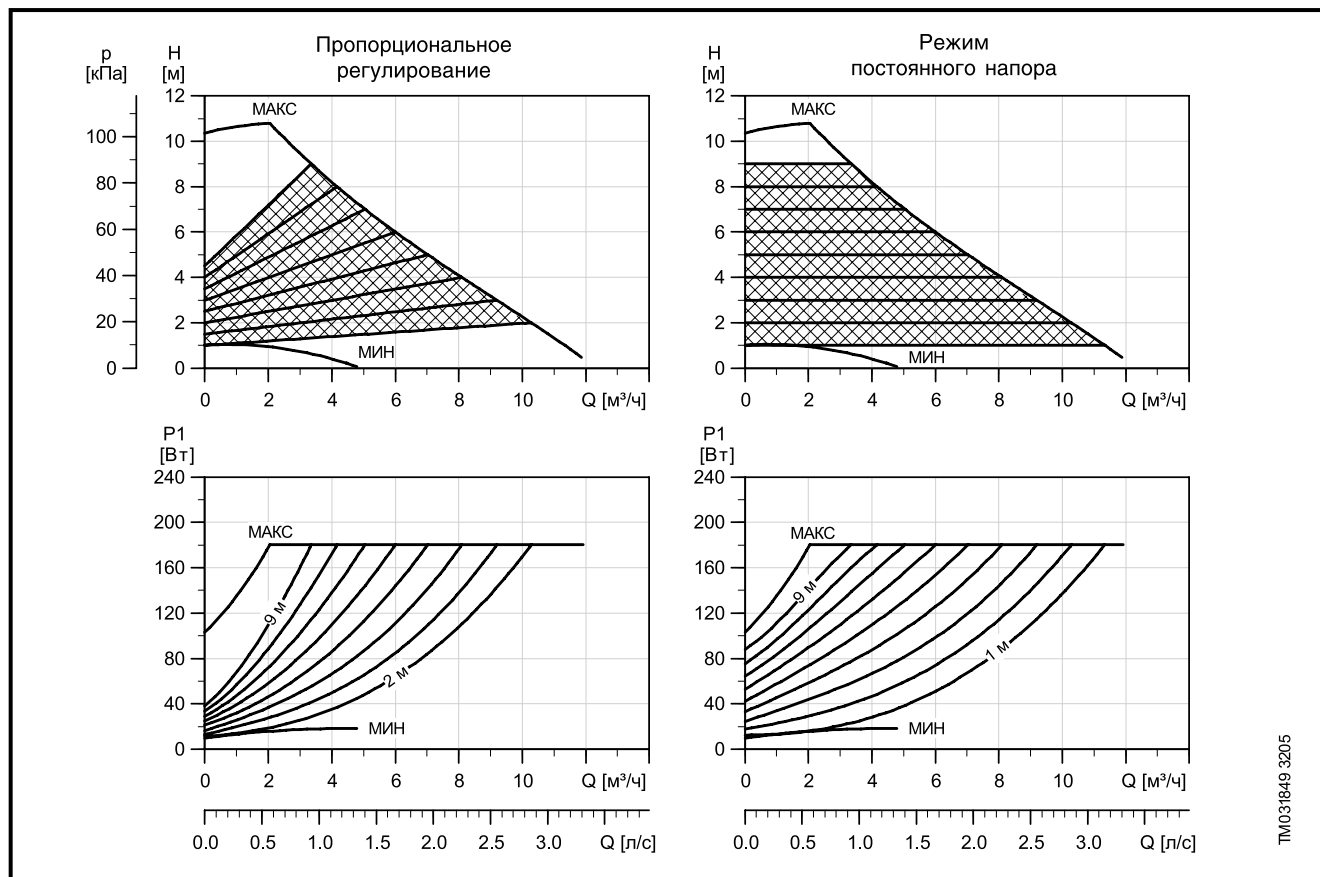 Пропорциональное
регулирование
p
[кПа]
H
[м]
12
10
8
6
4
2
0
100
80
60
40
20
0
МАКС
МИН
0 2 4 6 8 10 Q [м³/ч]
Режим
постоянного напора
H
[м]
12
10
8
6
4
2
0
МАКС
МИН
0 2 4 6 8 10 Q [м³/ч]
P1
[Вт]
240
200
160
120
80
40
0
МАКС
9 м
2 м
МИН
0 2 4 6 8 10 Q [м³/ч]
0.0 0.5 1.0 1.5 2.0 2.5 3.0 Q [л/с]
P1
[Вт]
240
200
160
120
80
40
0
МАКС
9 м
1 м
МИН
0 2 4 6 8 10 Q [м³/ч]
0.0 0.5 1.0 1.5 2.0 2.5 3.0 Q [л/с]
TM03 1849 3205